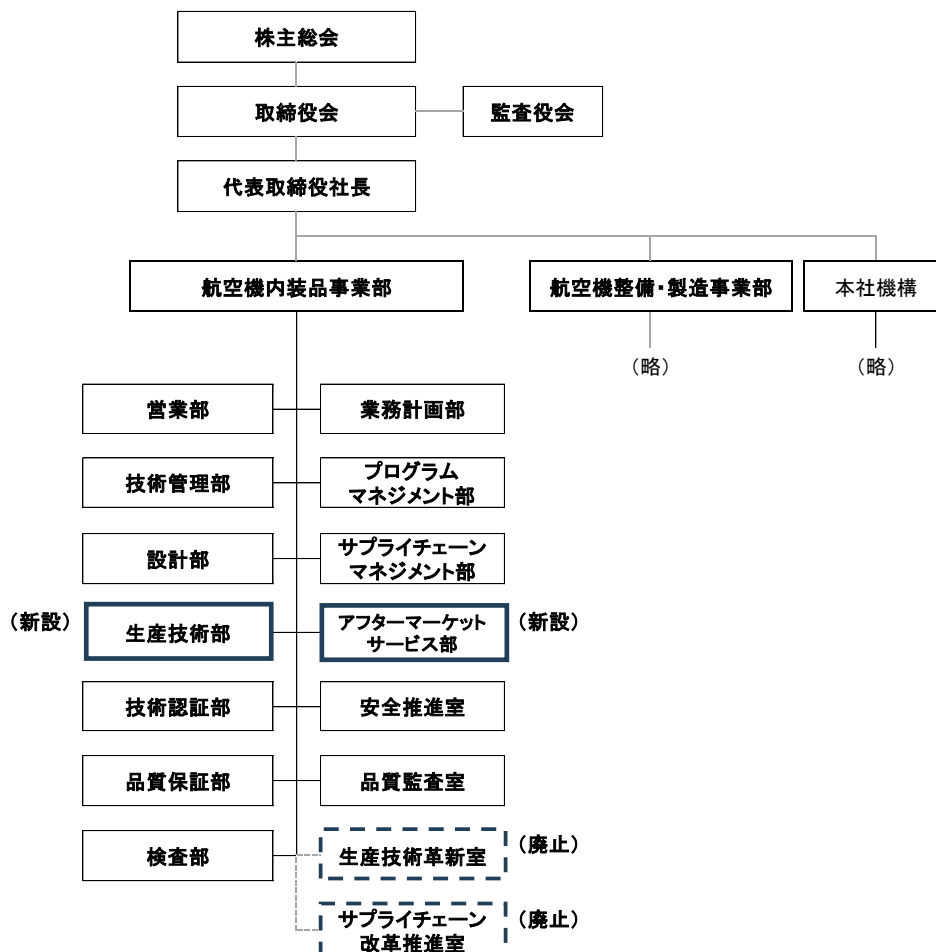 株主総会
取締役会
監査役会
代表取締役社長
航空機内装品事業部
航空機整備・製造事業部
本社機構
（略）
（略）
営業部
業務計画部
技術管理部
プログラム
マネジメント部
設計部
サプライチェーン
マネジメント部
（新設）
生産技術部
アフターマーケット
サービス部
（新設）
技術認証部
安全推進室
品質保証部
品質監査室
検査部
生産技術革新室
（廃止）
サプライチェーン
改革推進室
（廃止）